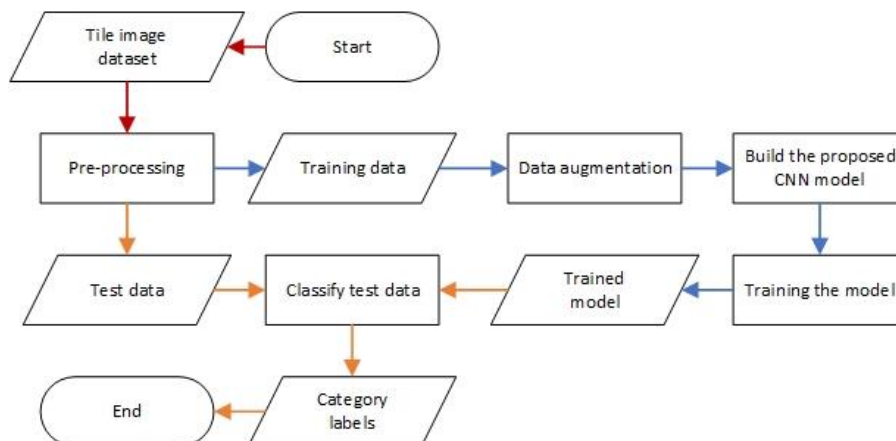 Tile image
dataset
Start
Pre-processing
Training data
Data augmentation
Build the proposed
CNN model
Test data
Classify test data
Trained
model
Training the model
End
Category
labels